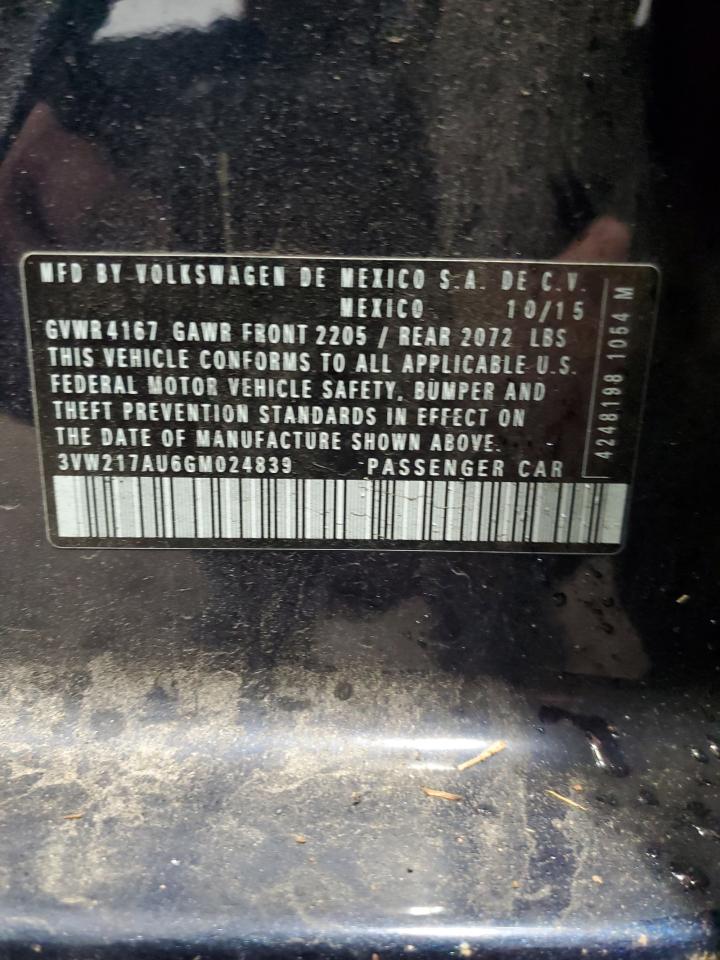 MFD BY VOLKSWAGEN DE MEXICO S.A. DE C.V.
MEXICO 10/15
GVWR 4167 GAWR FRONT 2205 / REAR 2072 LBS
THIS VEHICLE CONFORMS TO ALL APPLICABLE U.S.
FEDERAL MOTOR VEHICLE SAFETY, BUMPER AND
THEFT PREVENTION STANDARDS IN EFFECT ON
THE DATE OF MANUFACTURE SHOWN ABOVE.
3VW217AU6GM024839 PASSENGER CAR
4248198 1054 M